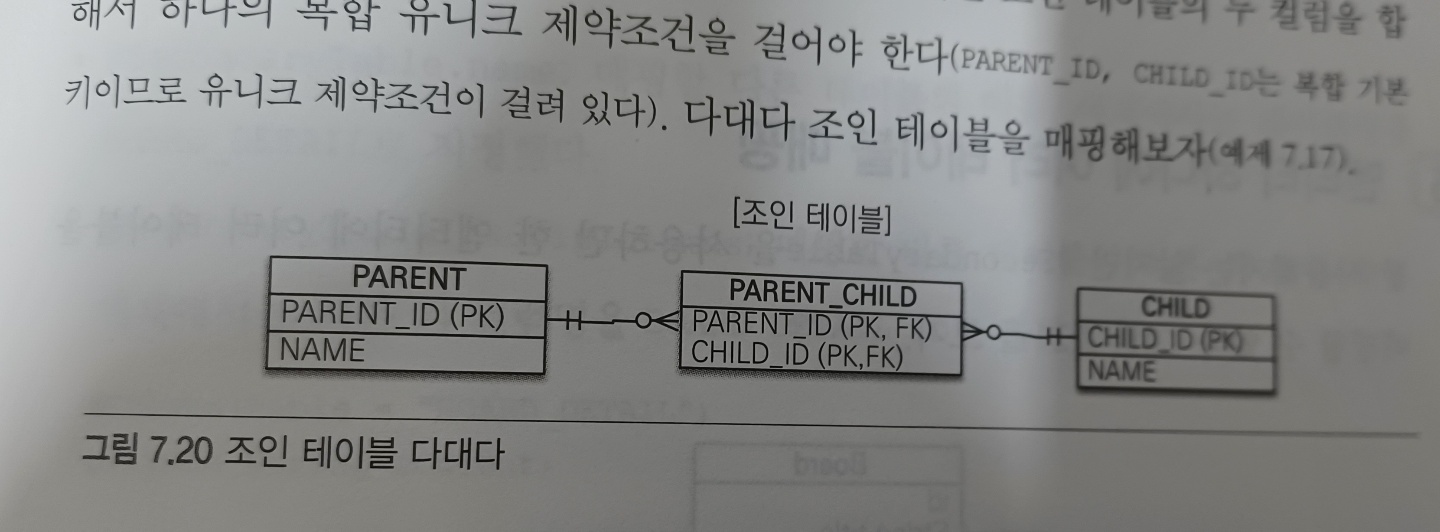 해서 하나의 복합 유니크 제약조건을 걸어야 한다(PARENT_ID, CHILD_ID는 복합 기본
키이므로 유니크 제약조건이 걸려 있다). 다대다 조인 테이블을 매핑해보자(예제 7.17).
[조인 테이블]
PARENT
PARENT_ID (PK)
NAME
PARENT_CHILD
PARENT_ID (PK, FK)
CHILD_ID (PK,FK)
CHILD
CHILD_ID (PK)
NAME
그림 7.20 조인 테이블 다대다